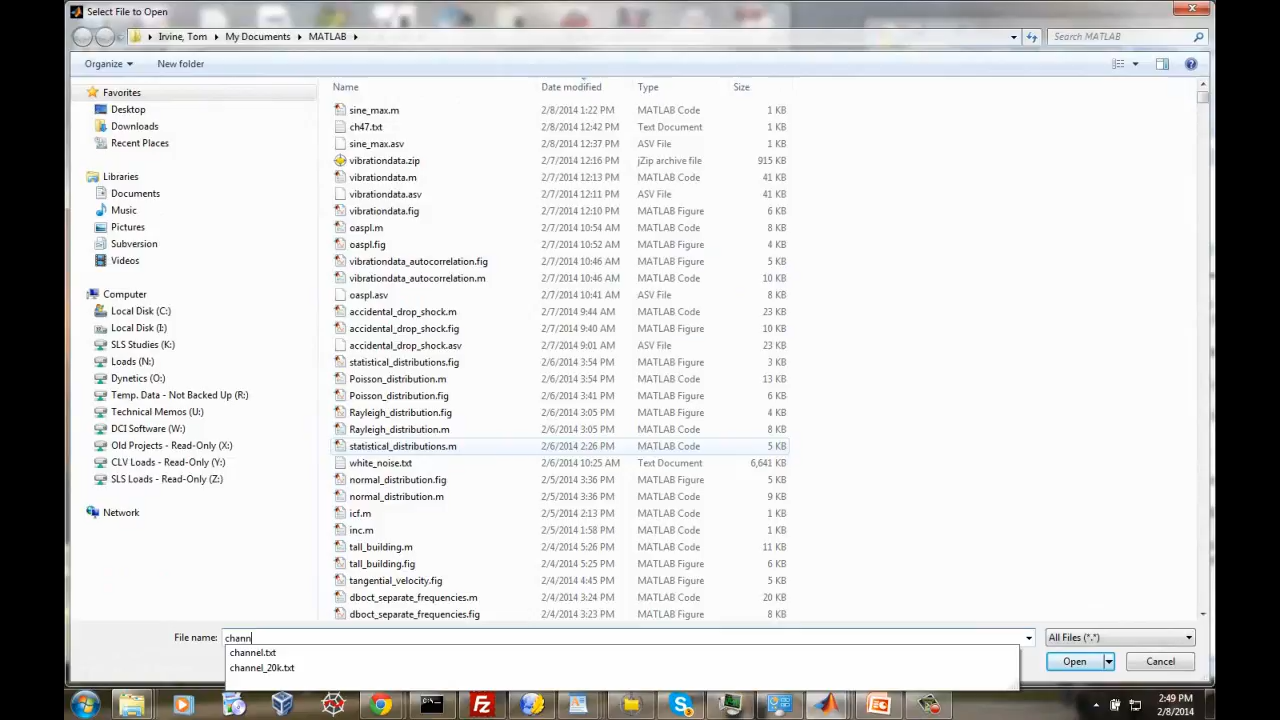 Select File to Open
Irvine, Tom
My Documents
MATLAB
Search MATLAB
Organize
New folder
Favorites
Desktop
Downloads
Recent Places
Libraries
Documents
Music
Pictures
Subversion
Videos
Computer
Local Disk (C:)
Local Disk (I:)
SLS Studies (K:)
Loads (N:)
Dynetics (O:)
Temp. Data - Not Backed Up (R:)
Technical Memos (U:)
DCI Software (W:)
Old Projects - Read-Only (X:)
CLV Loads - Read-Only (Y:)
SLS Loads - Read-Only (Z:)
Network
Name Date modified Type Size
sine_max.m 2/8/2014 1:22 PM MATLAB Code 1 KB
ch47.txt 2/8/2014 12:42 PM Text Document 1 KB
sine_max.asv 2/8/2014 12:37 PM ASV File 1 KB
vibrationdata.zip 2/7/2014 12:16 PM jZip archive file 915 KB
vibrationdata.m 2/7/2014 12:13 PM MATLAB Code 41 KB
vibrationdata.asv 2/7/2014 12:11 PM ASV File 41 KB
vibrationdata.fig 2/7/2014 12:10 PM MATLAB Figure 6 KB
oaspl.m 2/7/2014 10:54 AM MATLAB Code 8 KB
oaspl.fig 2/7/2014 10:52 AM MATLAB Figure 4 KB
vibrationdata_autocorrelation.fig 2/7/2014 10:46 AM MATLAB Figure 5 KB
vibrationdata_autocorrelation.m 2/7/2014 10:46 AM MATLAB Code 10 KB
oaspl.asv 2/7/2014 10:41 AM ASV File 8 KB
accidental_drop_shock.m 2/7/2014 9:44 AM MATLAB Code 23 KB
accidental_drop_shock.fig 2/7/2014 9:40 AM MATLAB Figure 10 KB
accidental_drop_shock.asv 2/7/2014 9:01 AM ASV File 23 KB
statistical_distributions.fig 2/6/2014 3:54 PM MATLAB Figure 3 KB
Poisson_distribution.m 2/6/2014 3:54 PM MATLAB Code 13 KB
Poisson_distribution.fig 2/6/2014 3:41 PM MATLAB Figure 6 KB
Rayleigh_distribution.fig 2/6/2014 3:05 PM MATLAB Figure 4 KB
Rayleigh_distribution.m 2/6/2014 3:05 PM MATLAB Code 8 KB
statistical_distributions.m 2/6/2014 2:26 PM MATLAB Code 5 KB
white_noise.txt 2/6/2014 10:25 AM Text Document 6,641 KB
normal_distribution.fig 2/5/2014 3:36 PM MATLAB Figure 5 KB
normal_distribution.m 2/5/2014 3:36 PM MATLAB Code 9 KB
icf.m 2/5/2014 2:13 PM MATLAB Code 1 KB
inc.m 2/5/2014 1:58 PM MATLAB Code 1 KB
tall_building.m 2/4/2014 5:26 PM MATLAB Code 11 KB
tall_building.fig 2/4/2014 5:25 PM MATLAB Figure 6 KB
tangential_velocity.fig 2/4/2014 4:45 PM MATLAB Figure 5 KB
dboct_separate_frequencies.m 2/4/2014 3:24 PM MATLAB Code 20 KB
dboct_separate_frequencies.fig 2/4/2014 3:23 PM MATLAB Figure 8 KB
File name: chann All Files (*.*)
channel.txt
channel_20k.txt
Open Cancel
2:49 PM
2/8/2014